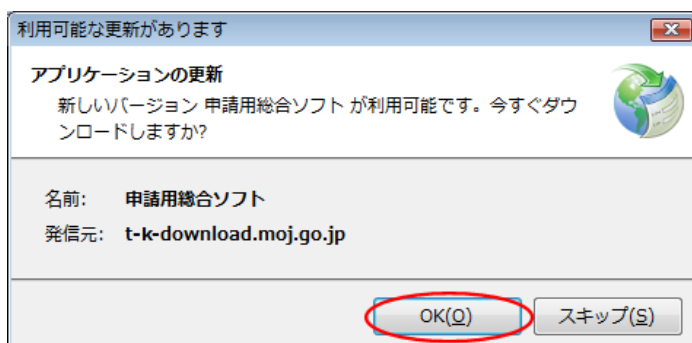 利用可能な更新があります
アプリケーションの更新
新しいバージョン 申請用総合ソフト が利用可能です。今すぐダウ
ンロードしますか?
名前: 申請用総合ソフト
発信元: t-k-download.moj.go.jp
OK(O) スキップ(S)